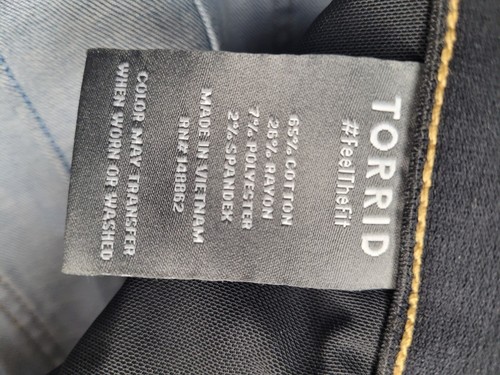 TORRID
#FeelTheFit
65% COTTON
26% RAYON
7% POLYESTER
2% SPANDEX
MADE IN VIETNAM
RN# 148862
COLOR MAY TRANSFER
WHEN WORN OR WASHED